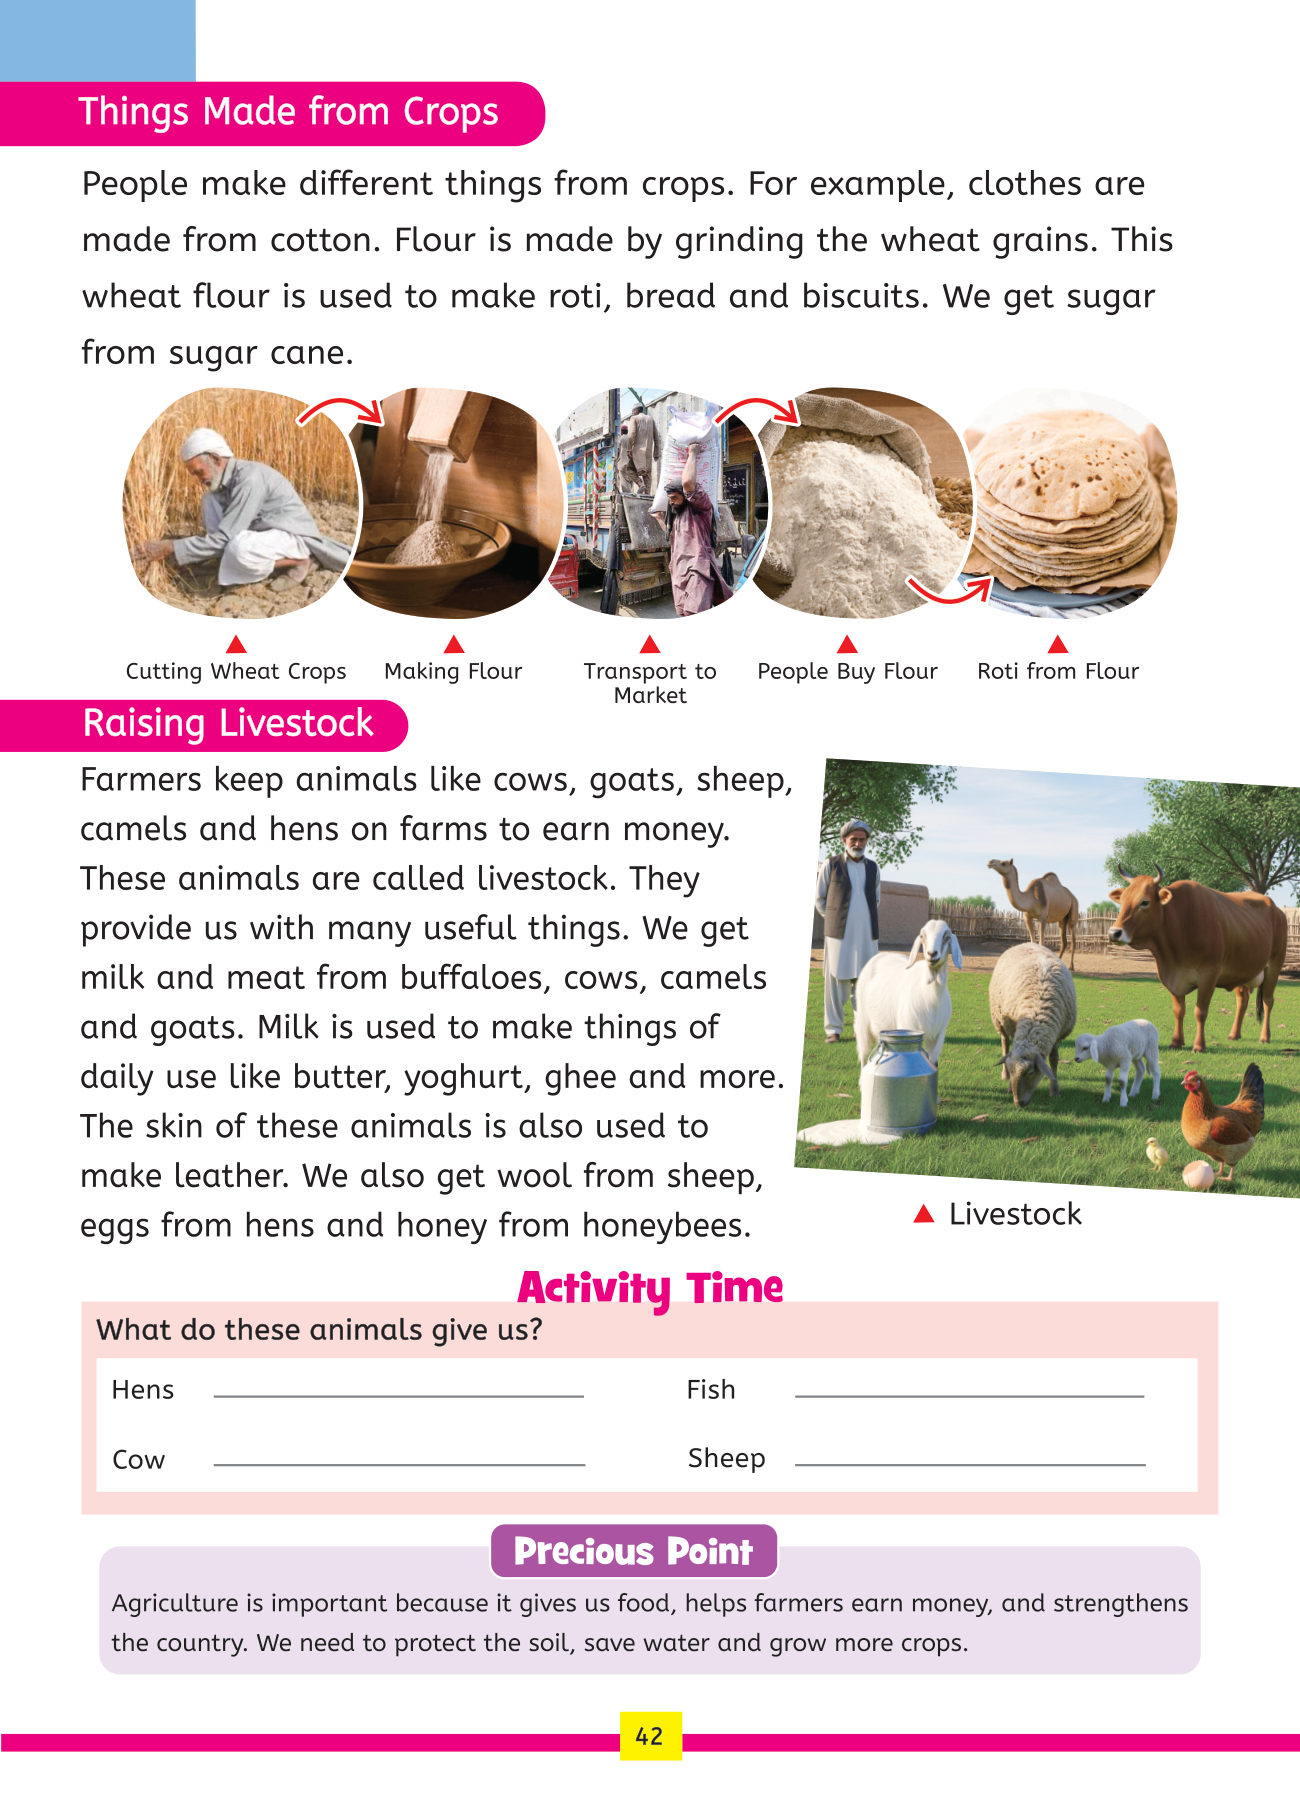 Things Made from Crops
People make different things from crops. For example, clothes are
made from cotton. Flour is made by grinding the wheat grains. This
wheat flour is used to make roti, bread and biscuits. We get sugar
from sugar cane.
Cutting Wheat Crops
Making Flour
Transport to
Market
People Buy Flour
Roti from Flour
Raising Livestock
Farmers keep animals like cows, goats, sheep,
camels and hens on farms to earn money.
These animals are called livestock. They
provide us with many useful things. We get
milk and meat from buffaloes, cows, camels
and goats. Milk is used to make things of
daily use like butter, yoghurt, ghee and more.
The skin of these animals is also used to
make leather. We also get wool from sheep,
eggs from hens and honey from honeybees.
Livestock
Activity Time
What do these animals give us?
Hens
Fish
Cow
Sheep
Precious Point
Agriculture is important because it gives us food, helps farmers earn money, and strengthens
the country. We need to protect the soil, save water and grow more crops.
42